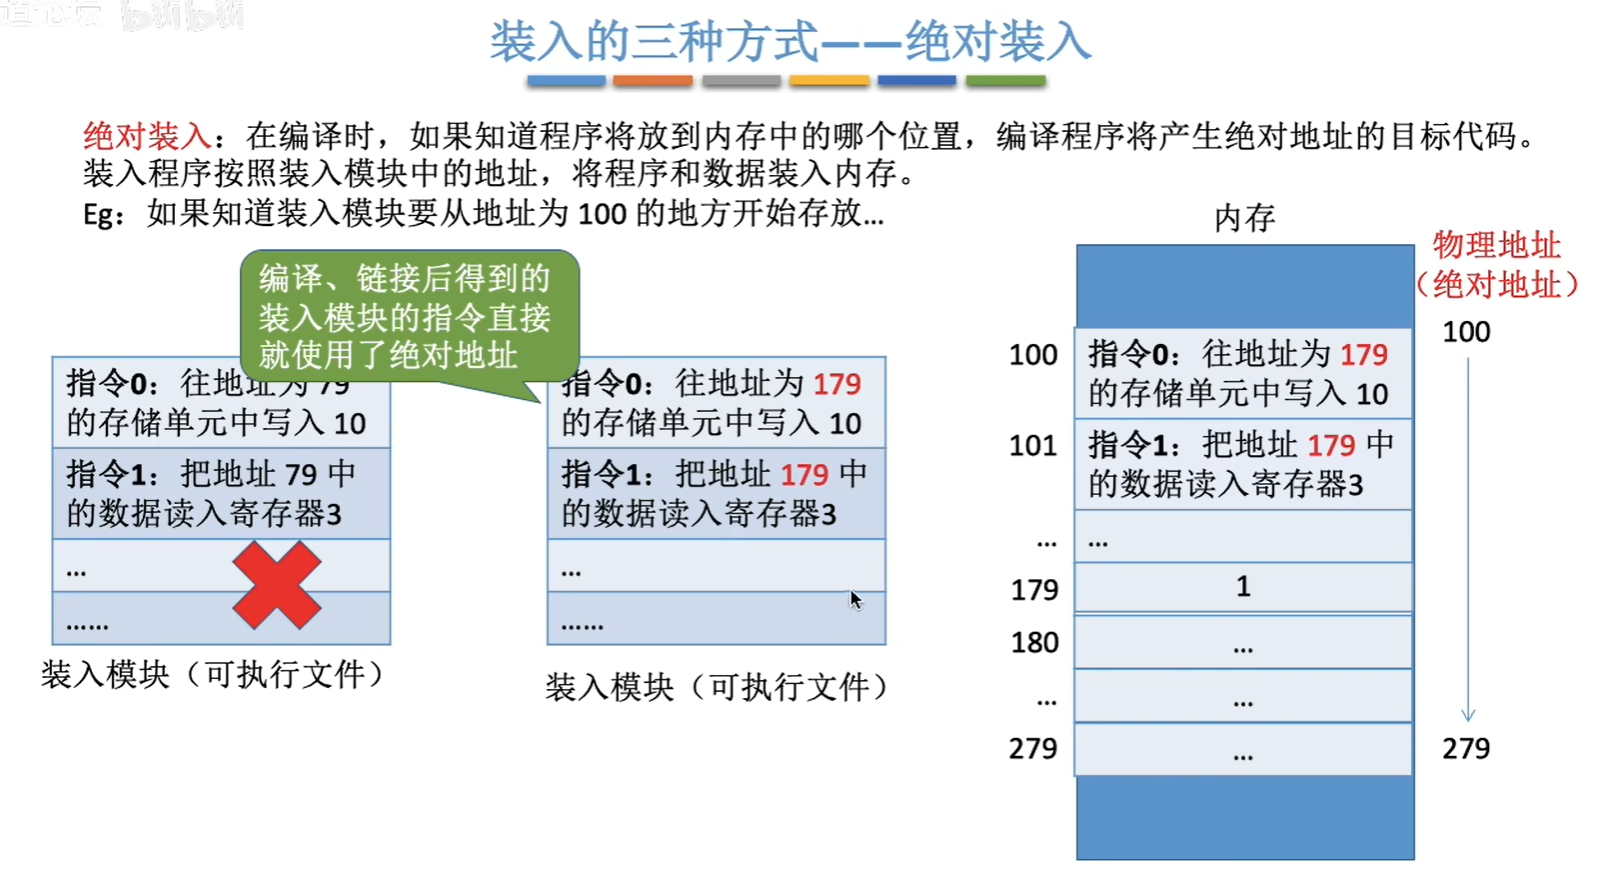 装入的三种方式——绝对装入
绝对装入：在编译时，如果知道程序将放到内存中的哪个位置，编译程序将产生绝对地址的目标代码。
装入程序按照装入模块中的地址，将程序和数据装入内存。
Eg：如果知道装入模块要从地址为 100 的地方开始存放...
编译、链接后得到的
装入模块的指令直接
就使用了绝对地址
指令0：往地址为 79
的存储单元中写入 10
指令1：把地址 79 中
的数据读入寄存器3
...
......
装入模块（可执行文件）
指令0：往地址为 179
的存储单元中写入 10
指令1：把地址 179 中
的数据读入寄存器3
...
......
装入模块（可执行文件）
内存
物理地址
（绝对地址）
100
279
100
指令0：往地址为 179
的存储单元中写入 10
101
指令1：把地址 179 中
的数据读入寄存器3
...
...
179
1
180
...
...
...
279
...
bilibili